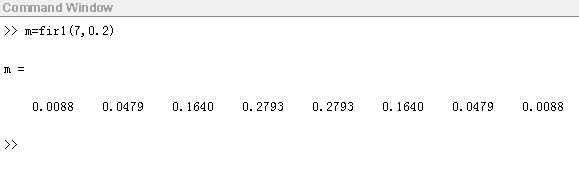 Command Window
>> m=fir1(7,0.2)
m =
0.0088 0.0479 0.1640 0.2793 0.2793 0.1640 0.0479 0.0088
>>